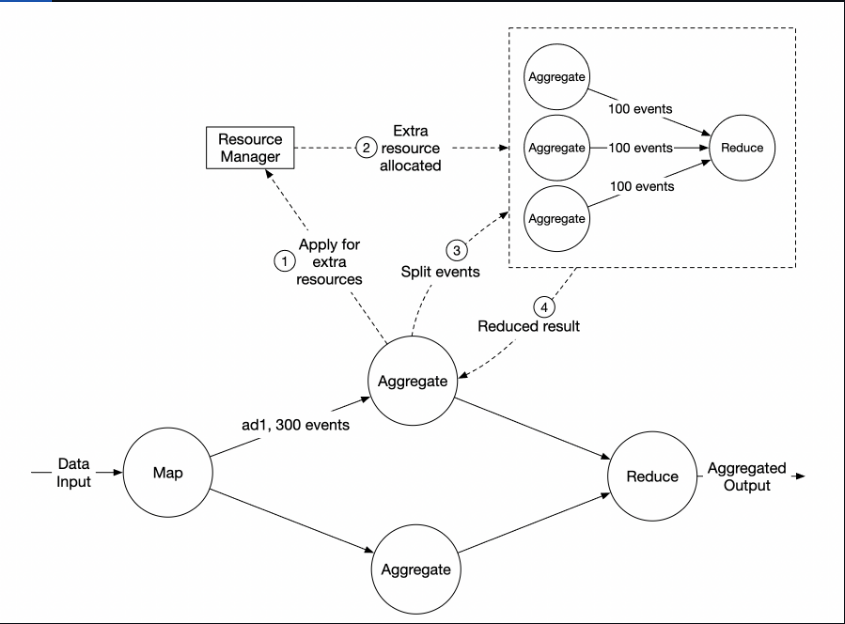 Aggregate
100 events
Resource
Manager
2
Extra
resource
allocated
Aggregate
100 events
Reduce
100 events
Aggregate
1
Apply for
extra
resources
3
Split events
4
Reduced result
Aggregate
ad1, 300 events
Data
Input
Map
Reduce
Aggregated
Output
Aggregate